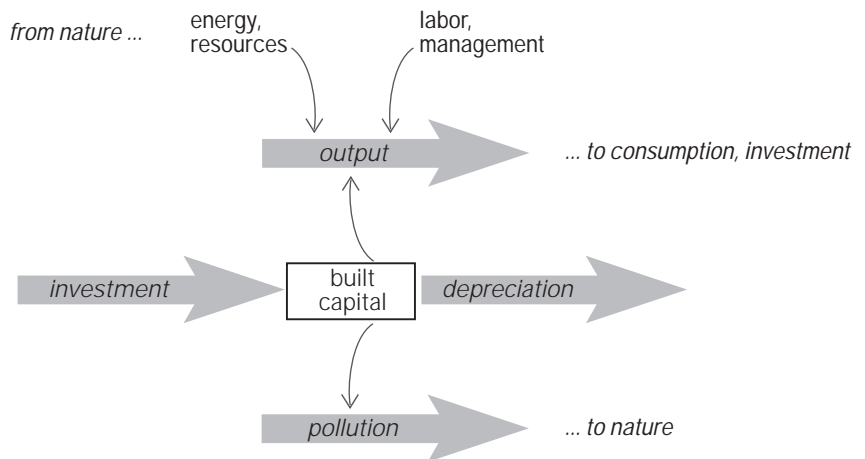 from nature ...
energy,
resources
labor,
management
output
... to consumption, investment
investment
built
capital
depreciation
pollution
... to nature